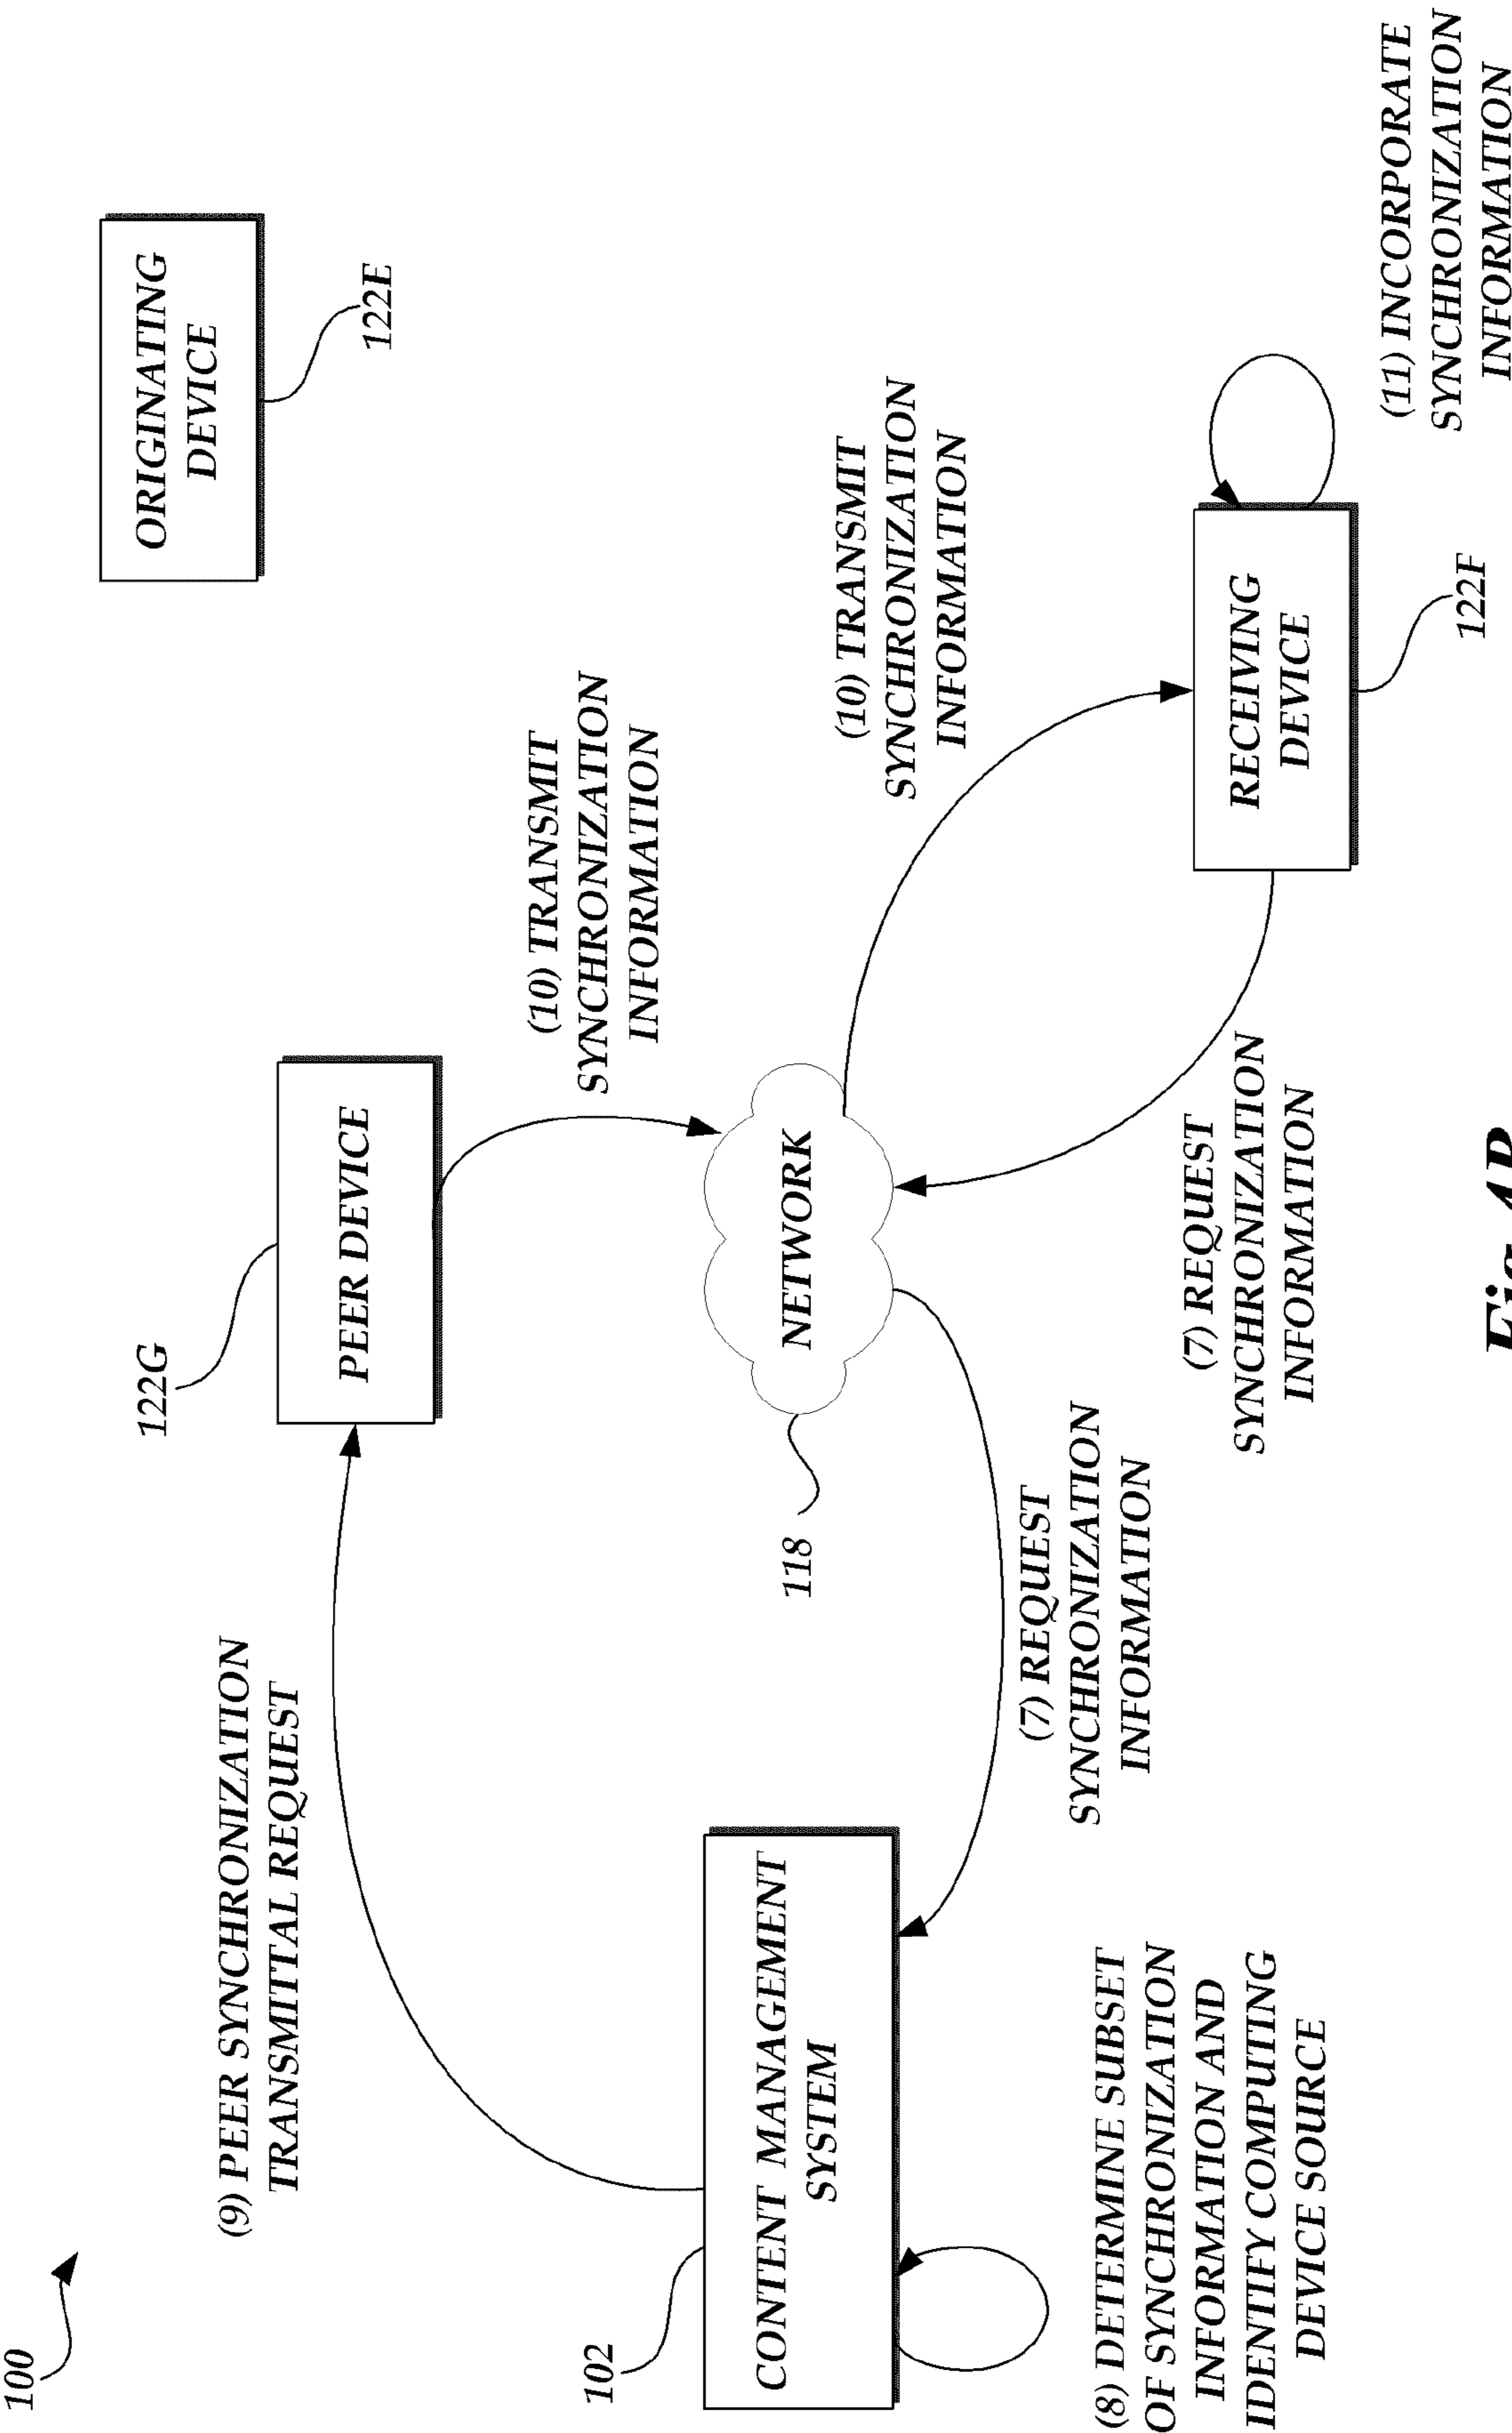 100
(9) PEER SYNCHRONIZATION
TRANSMITTAL REQUEST
122G
PEER DEVICE
ORIGINATING
DEVICE
122E
(10) TRANSMIT
SYNCHRONIZATION
INFORMATION
102
CONTENT MANAGEMENT
SYSTEM
118
NETWORK
(10) TRANSMIT
SYNCHRONIZATION
INFORMATION
(8) DETERMINE SUBSET
OF SYNCHRONIZATION
INFORMATION AND
IDENTIFY COMPUTING
DEVICE SOURCE
(7) REQUEST
SYNCHRONIZATION
INFORMATION
(7) REQUEST
SYNCHRONIZATION
INFORMATION
RECEIVING
DEVICE
122F
(11) INCORPORATE
SYNCHRONIZATION
INFORMATION